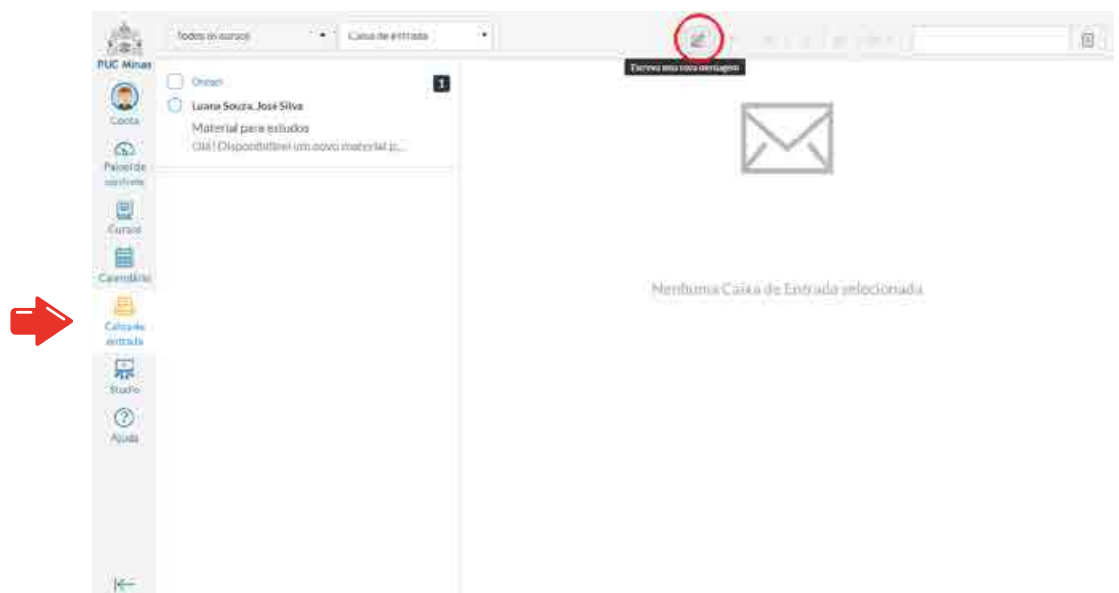 Todos os cursos
Caixa de entrada
PUC Minas
Escreva uma nova mensagem
1
Luana Souza, José Silva
Material para estudos
Olá! Disponibilizei um novo material p...
Conta
Painel de
controle
Cursos
Calendário
Caixa de
entrada
Studio
Ajuda
Nenhuma Caixa de Entrada selecionada